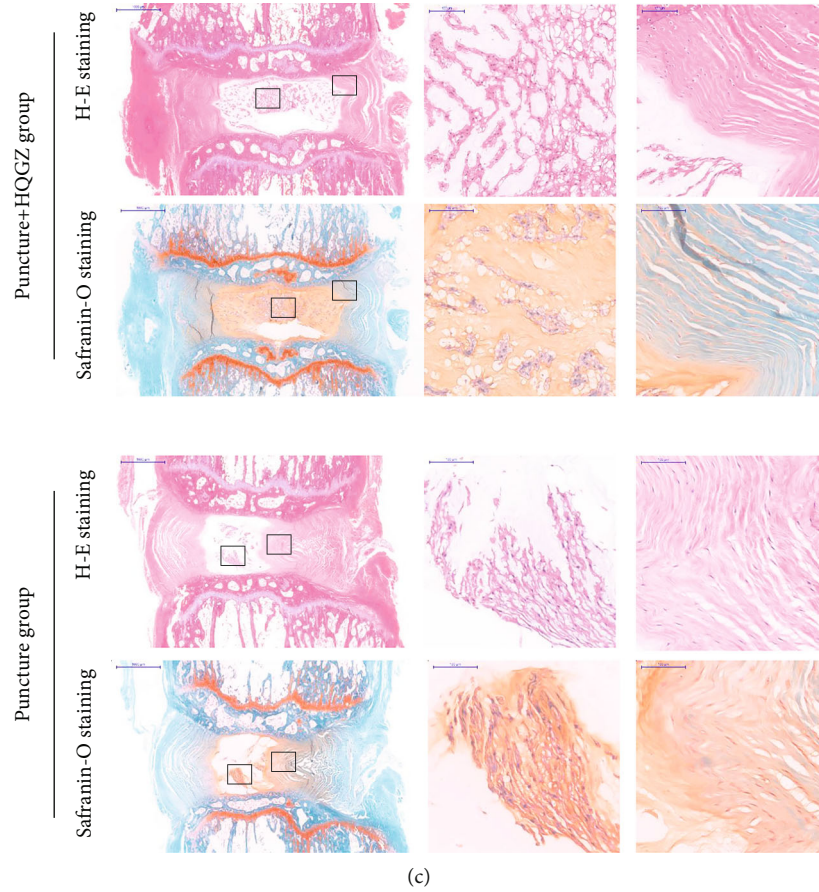 Puncture+HQGZ group
H-E staining
Safranin-O staining
Puncture group
H-E staining
Safranin-O staining
(c)